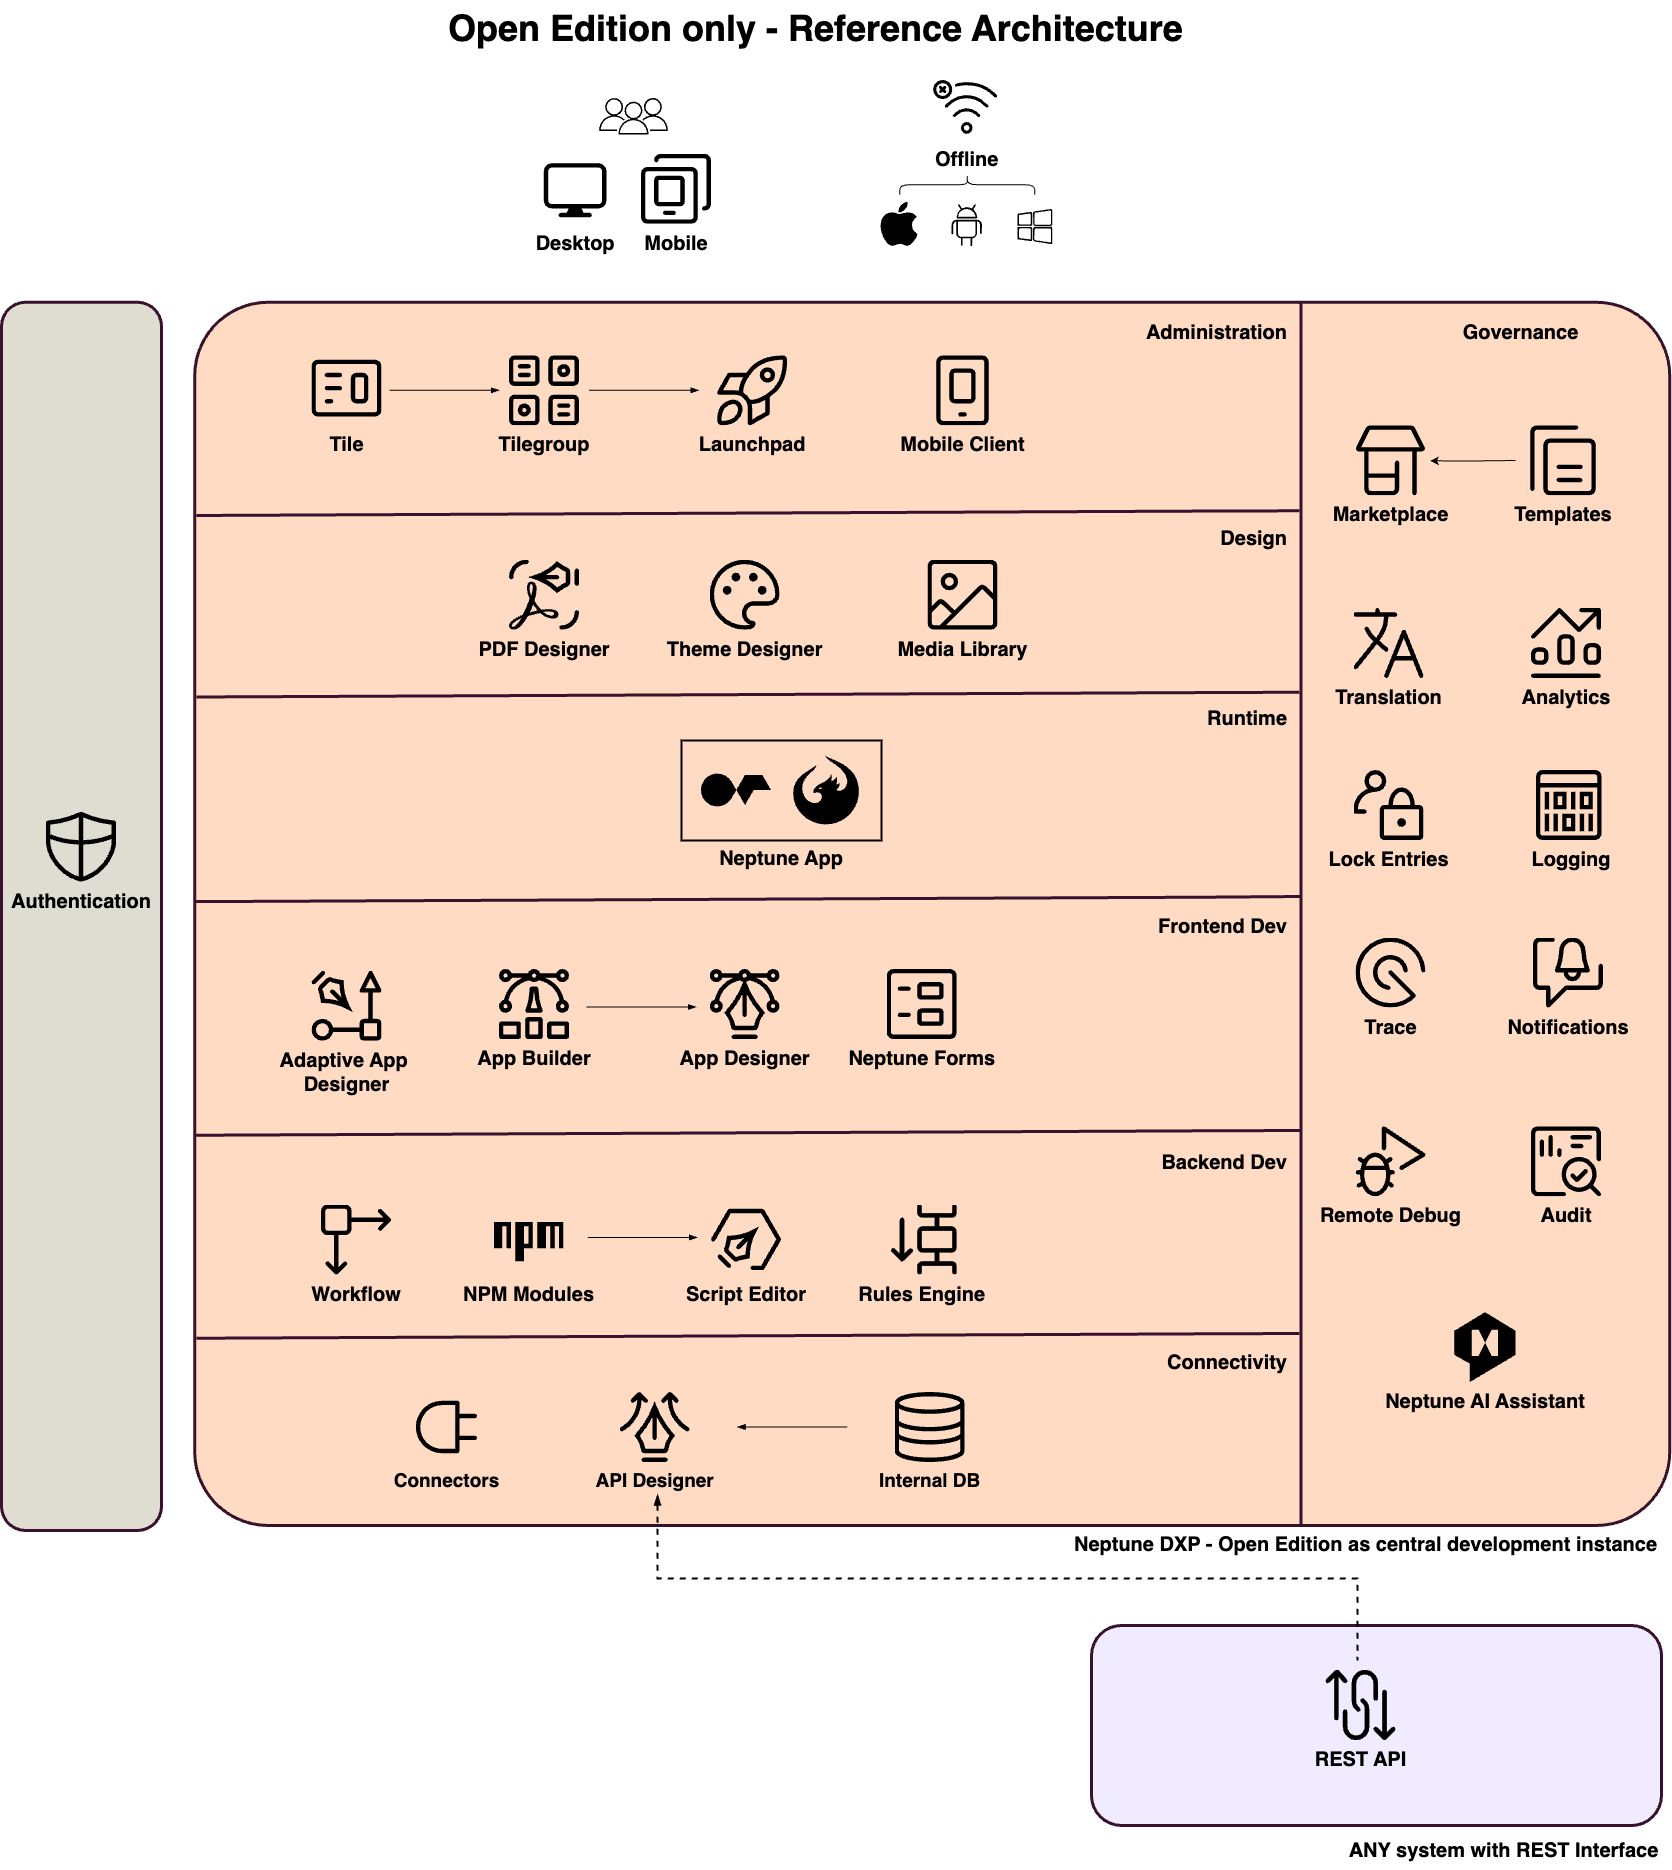 Open Edition only - Reference Architecture
Offline
Desktop
Mobile
Authentication
Administration
Tile
Tilegroup
Launchpad
Mobile Client
Design
PDF Designer
Theme Designer
Media Library
Runtime
Neptune App
Frontend Dev
Adaptive App
Designer
App Builder
App Designer
Neptune Forms
Backend Dev
Workflow
npm
NPM Modules
Script Editor
Rules Engine
Connectivity
Connectors
API Designer
Internal DB
Governance
Marketplace
Templates
Translation
Analytics
Lock Entries
Logging
Trace
Notifications
Remote Debug
Audit
Neptune AI Assistant
Neptune DXP - Open Edition as central development instance
REST API
ANY system with REST Interface